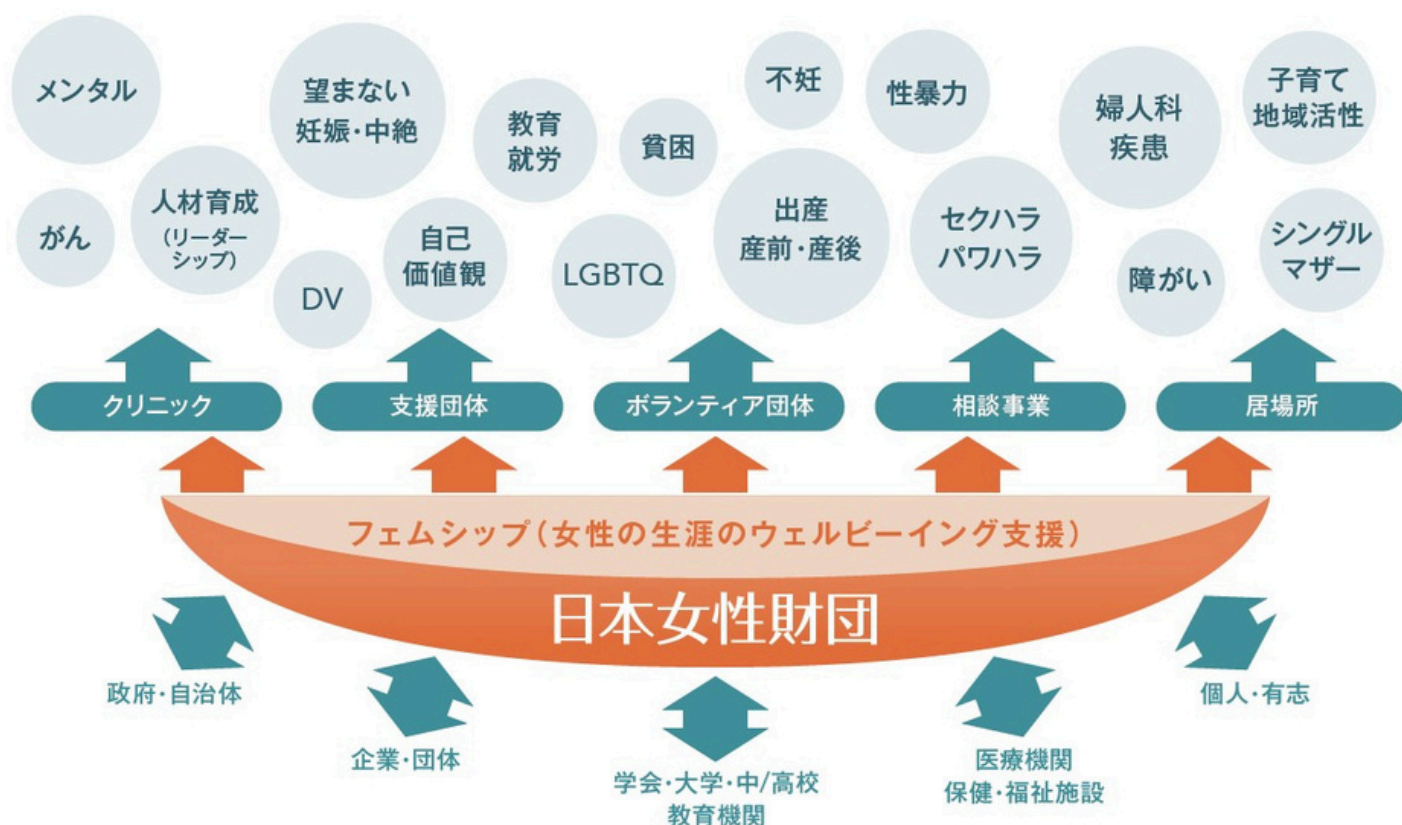 メンタル
望まない
妊娠・中絶
教育
就労
貧困
不妊
性暴力
婦人科
疾患
子育て
地域活性
がん
人材育成
(リーダー
シップ)
DV
自己
価値観
LGBTQ
出産
産前・産後
セクハラ
パワハラ
障がい
シングル
マザー
クリニック
支援団体
ボランティア団体
相談事業
居場所
フェムシップ(女性の生涯のウェルビーイング支援)
日本女性財団
政府・自治体
企業・団体
学会・大学・中/高校
教育機関
医療機関
保健・福祉施設
個人・有志